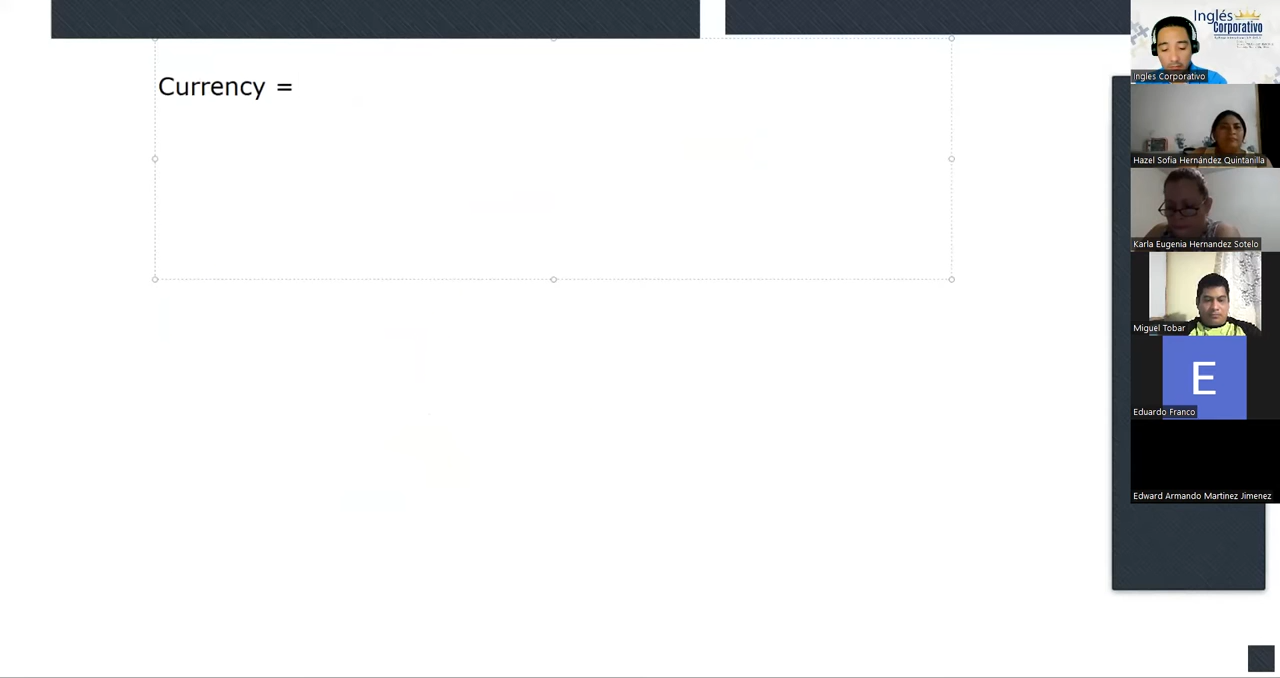 Currency =
Inglés
Corporativo
Ingles Corporativo
Hazel Sofia Hernández Quintanilla
Karla Eugenia Hernandez Sotelo
Miguel Tobar
E
Eduardo Franco
Edward Armando Martinez Jimenez